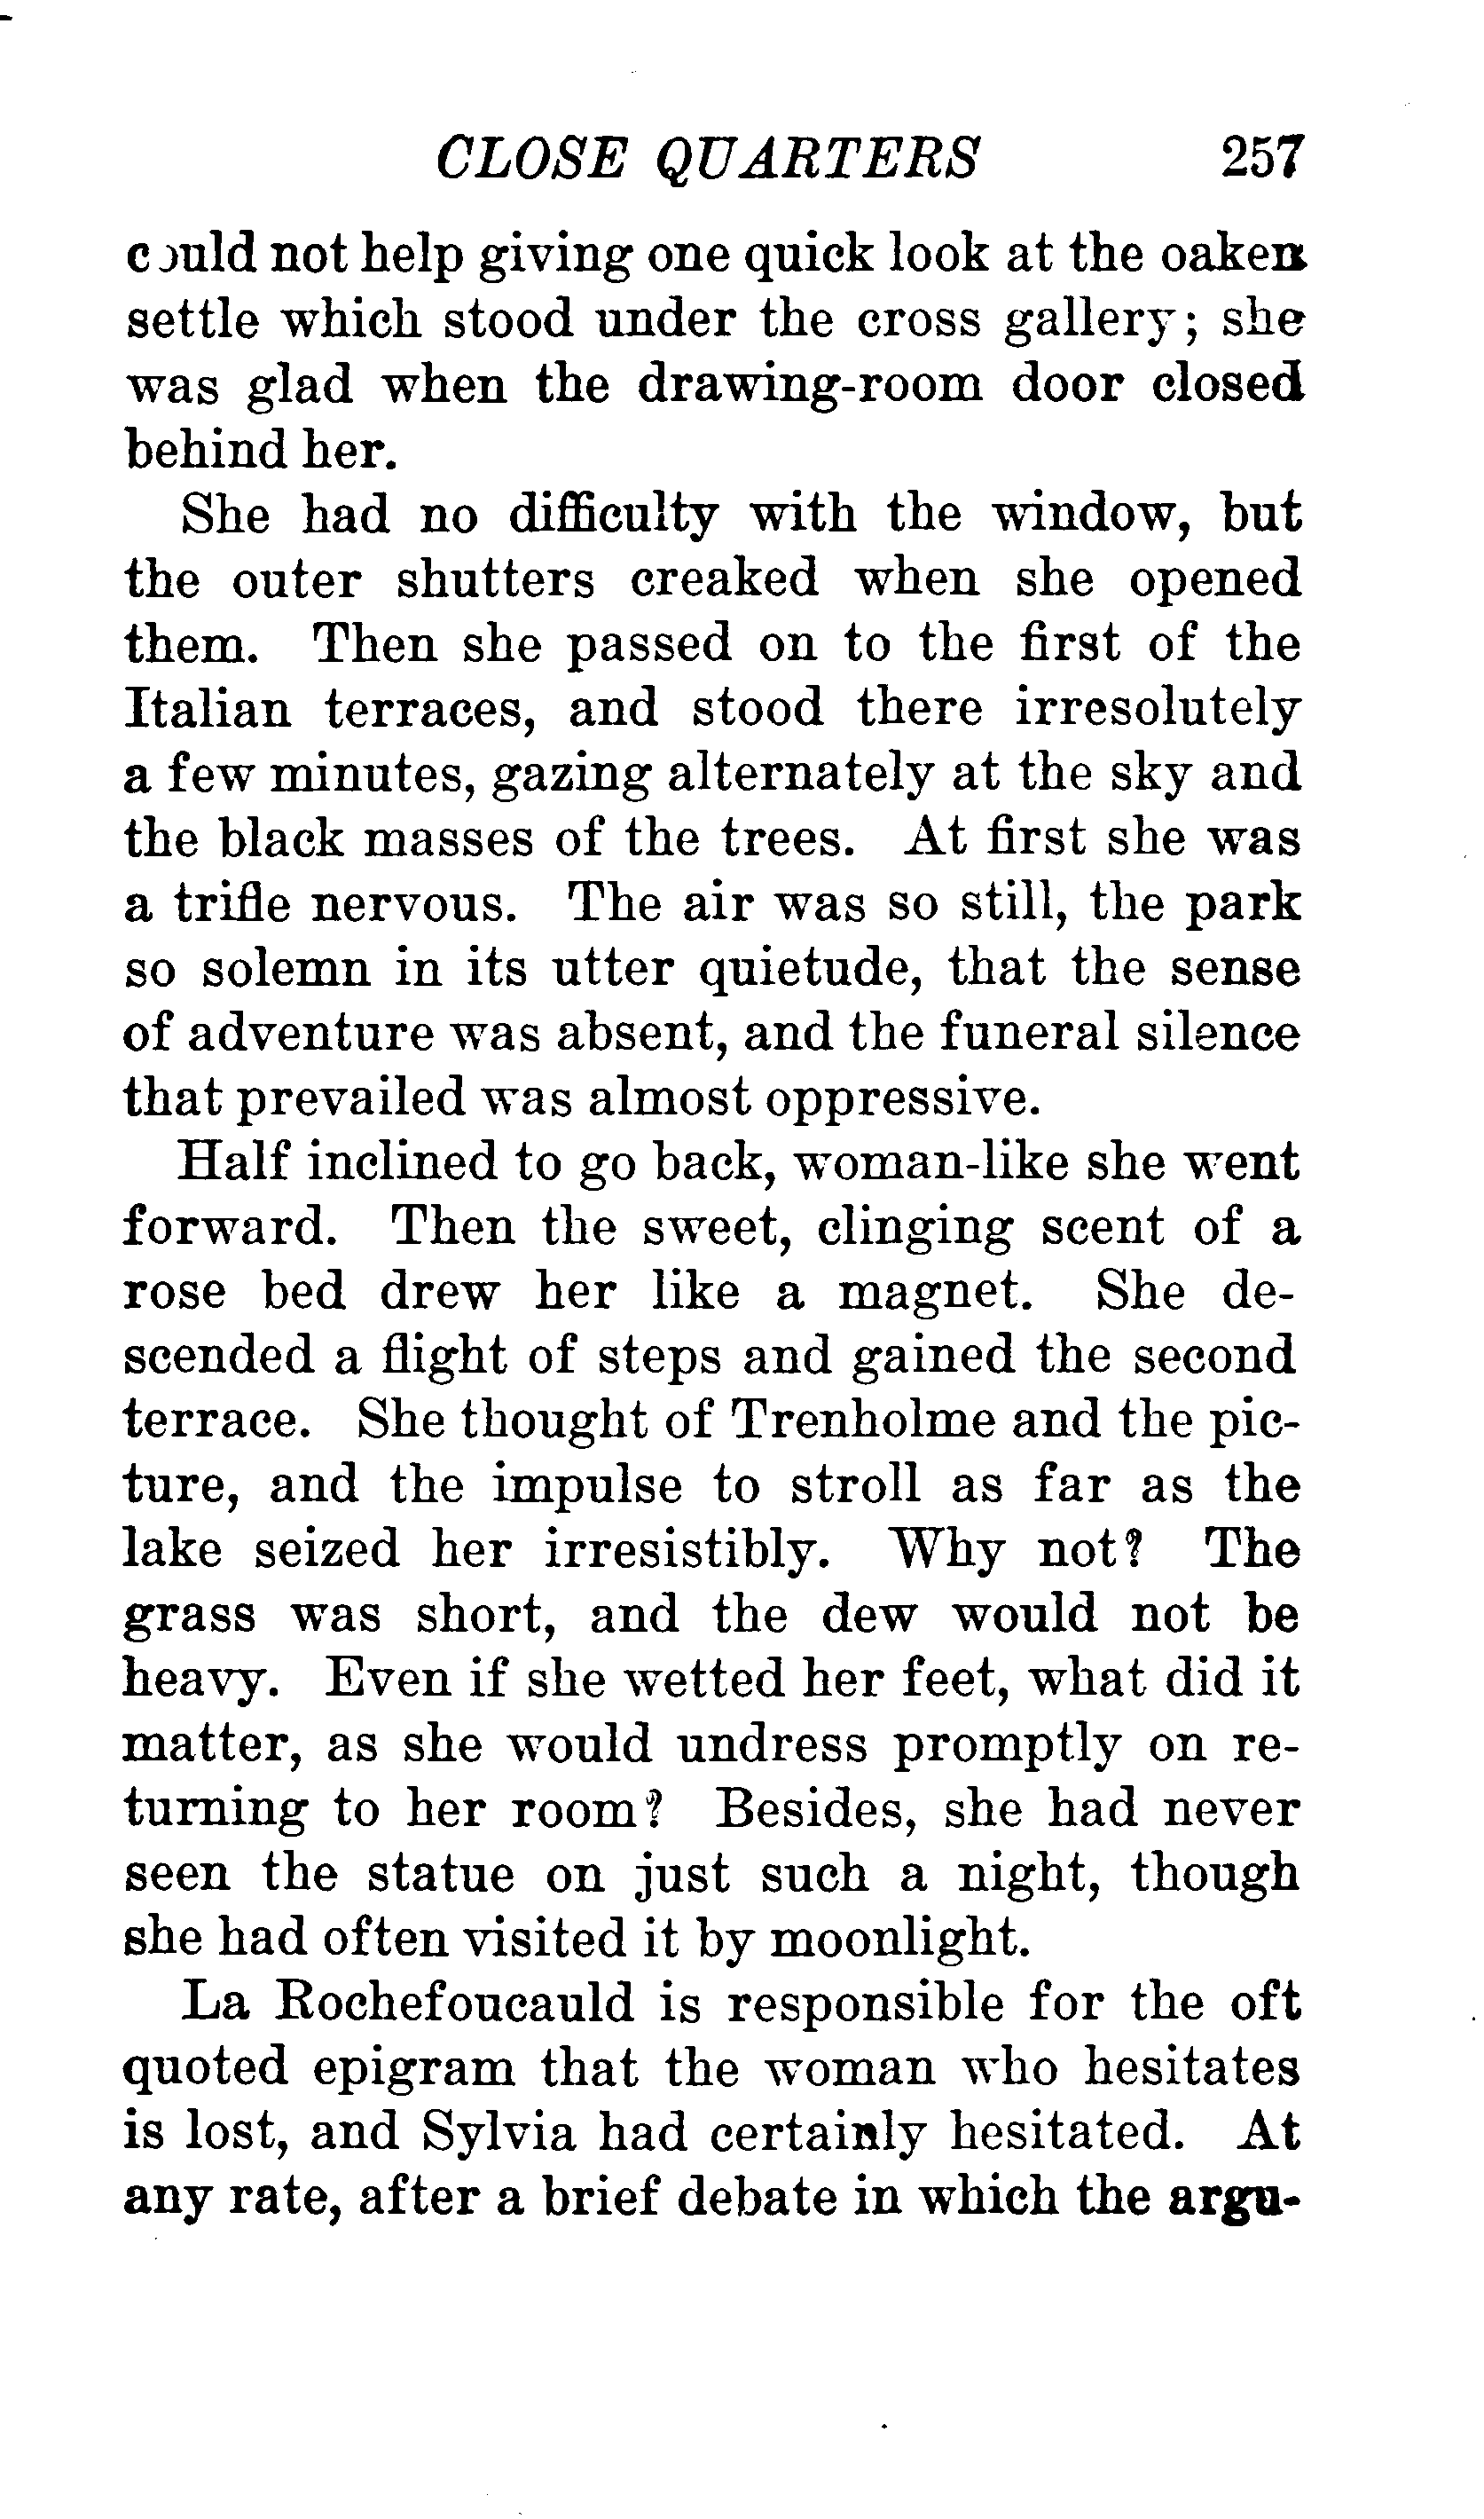 CLOSE QUARTERS 257
could not help giving one quick look at the oaken
settle which stood under the cross gallery; she
was glad when the drawing-room door closed
behind her.
She had no difficulty with the window, but
the outer shutters creaked when she opened
them. Then she passed on to the first of the
Italian terraces, and stood there irresolutely
a few minutes, gazing alternately at the sky and
the black masses of the trees. At first she was
a trifle nervous. The air was so still, the park
so solemn in its utter quietude, that the sense
of adventure was absent, and the funeral silence
that prevailed was almost oppressive.
Half inclined to go back, woman-like she went
forward. Then the sweet, clinging scent of a
rose bed drew her like a magnet. She de-
scended a flight of steps and gained the second
terrace. She thought of Trenholme and the pic-
ture, and the impulse to stroll as far as the
lake seized her irresistibly. Why not? The
grass was short, and the dew would not be
heavy. Even if she wetted her feet, what did it
matter, as she would undress promptly on re-
turning to her room? Besides, she had never
seen the statue on just such a night, though
she had often visited it by moonlight.
La Rochefoucauld is responsible for the oft
quoted epigram that the woman who hesitates
is lost, and Sylvia had certainly hesitated. At
any rate, after a brief debate in which the argu-